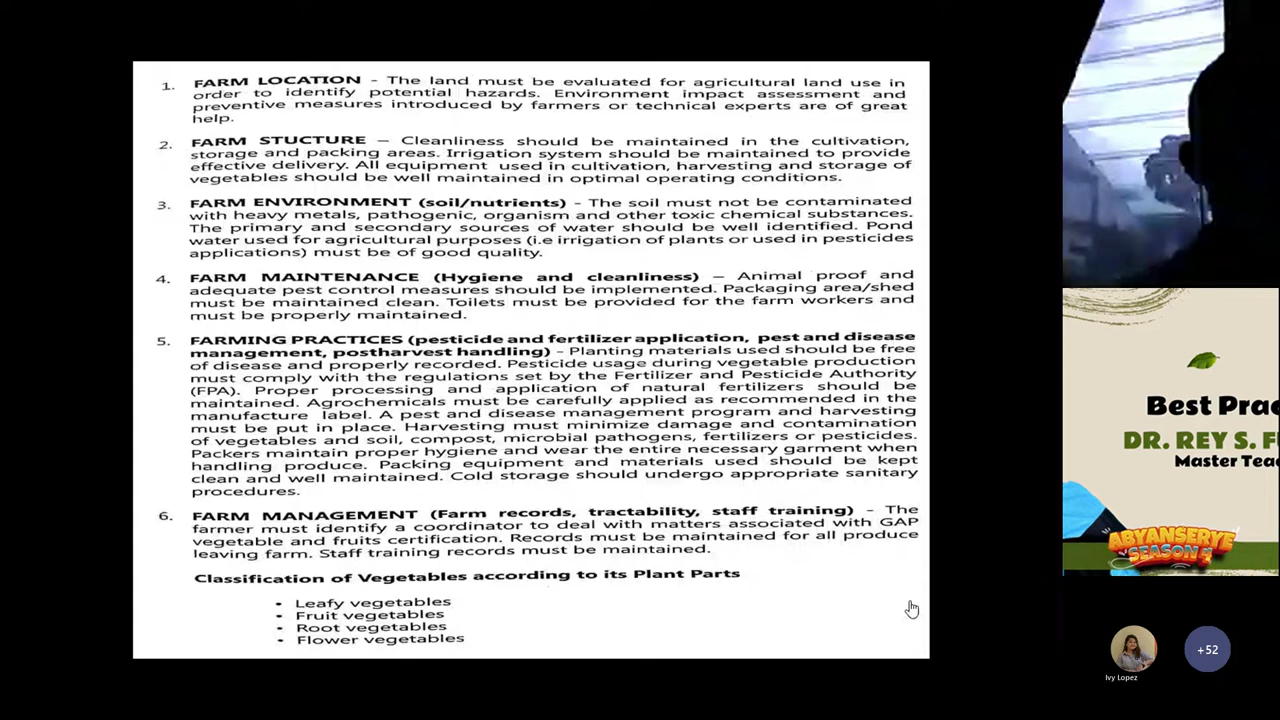 1. FARM LOCATION - The land must be evaluated for agricultural land use in
order to identify potential hazards. Environment impact assessment and
preventive measures introduced by farmers or technical experts are of great
help.
2. FARM STUCTURE – Cleanliness should be maintained in the cultivation,
storage and packing areas. Irrigation system should be maintained to provide
effective delivery. All equipment used in cultivation, harvesting and storage of
vegetables should be well maintained in optimal operating conditions.
3. FARM ENVIRONMENT (soil/nutrients) - The soil must not be contaminated
with heavy metals, pathogenic, organism and other toxic chemical substances.
The primary and secondary sources of water should be well identified. Pond
water used for agricultural purposes (i.e irrigation of plants or used in pesticides
applications) must be of good quality.
4. FARM MAINTENANCE (Hygiene and cleanliness) – Animal proof and
adequate pest control measures should be implemented. Packaging area/shed
must be maintained clean. Toilets must be provided for the farm workers and
must be properly maintained.
5. FARMING PRACTICES (pesticide and fertilizer application, pest and disease
management, postharvest handling) - Planting materials used should be free
of disease and properly recorded. Pesticide usage during vegetable production
must comply with the regulations set by the Fertilizer and Pesticide Authority
(FPA). Proper processing and application of natural fertilizers should be
maintained. Agrochemicals must be carefully applied as recommended in the
manufacture label. A pest and disease management program and harvesting
must be put in place. Harvesting must minimize damage and contamination
of vegetables and soil, compost, microbial pathogens, fertilizers or pesticides.
Packers maintain proper hygiene and wear the entire necessary garment when
handling produce. Packing equipment and materials used should be kept
clean and well maintained. Cold storage should undergo appropriate sanitary
procedures.
6. FARM MANAGEMENT (Farm records, tractability, staff training) - The
farmer must identify a coordinator to deal with matters associated with GAP
vegetable and fruits certification. Records must be maintained for all produce
leaving farm. Staff training records must be maintained.
Classification of Vegetables according to its Plant Parts
• Leafy vegetables
• Fruit vegetables
• Root vegetables
• Flower vegetables
Best Prac
DR. REY S. F
Master Tea
ABYANSERYE
SEASON 4
Ivy Lopez
+52